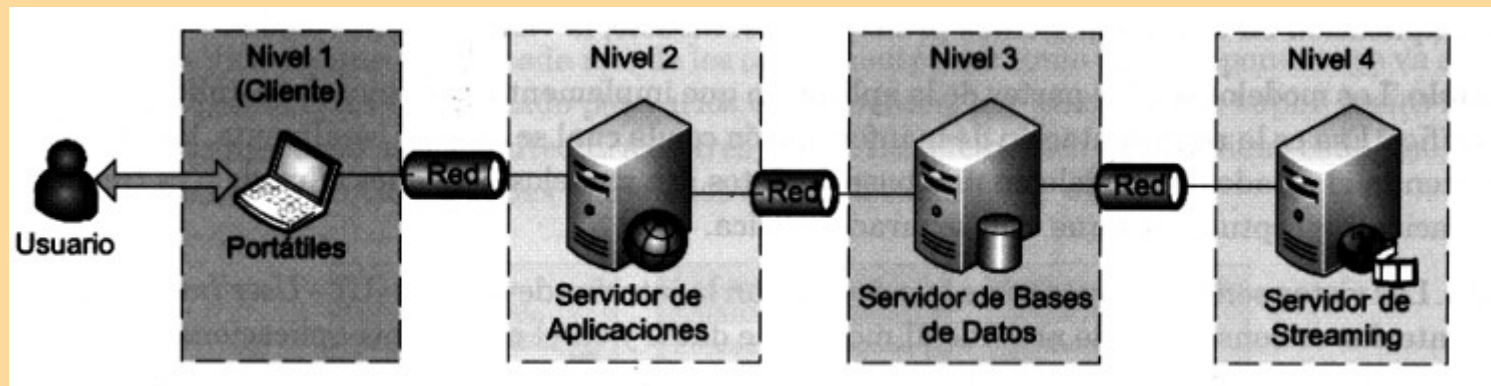 Nivel 1
(Cliente)
Nivel 2
Nivel 3
Nivel 4
Red
Red
Red
Usuario
Portátiles
Servidor de
Aplicaciones
Servidor de Bases
de Datos
Servidor de
Streaming